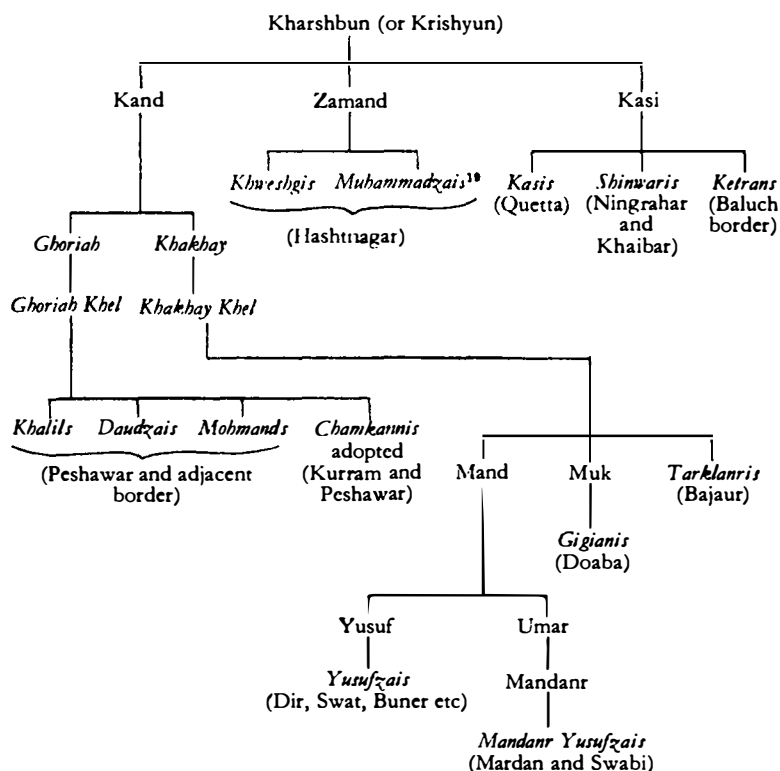 Kharshbun (or Krishyun)
Kand
Zamand
Kasi
Khweshgis
Muhammadzais¹⁹
(Hashtnagar)
Kasis
(Quetta)
Shinwaris
(Ningrahar
and
Khaibar)
Ketrans
(Baluch
border)
Ghoriah
Khakhay
Ghoriah Khel
Khakhay Khel
Khalils
Daudzais
Mohmands
(Peshawar and adjacent
border)
Chamkannis
adopted
(Kurram and
Peshawar)
Mand
Muk
Tarklanris
(Bajaur)
Gigianis
(Doaba)
Yusuf
Umar
Yusufzais
(Dir, Swat, Buner etc)
Mandanr
Mandanr Yusufzais
(Mardan and Swabi)